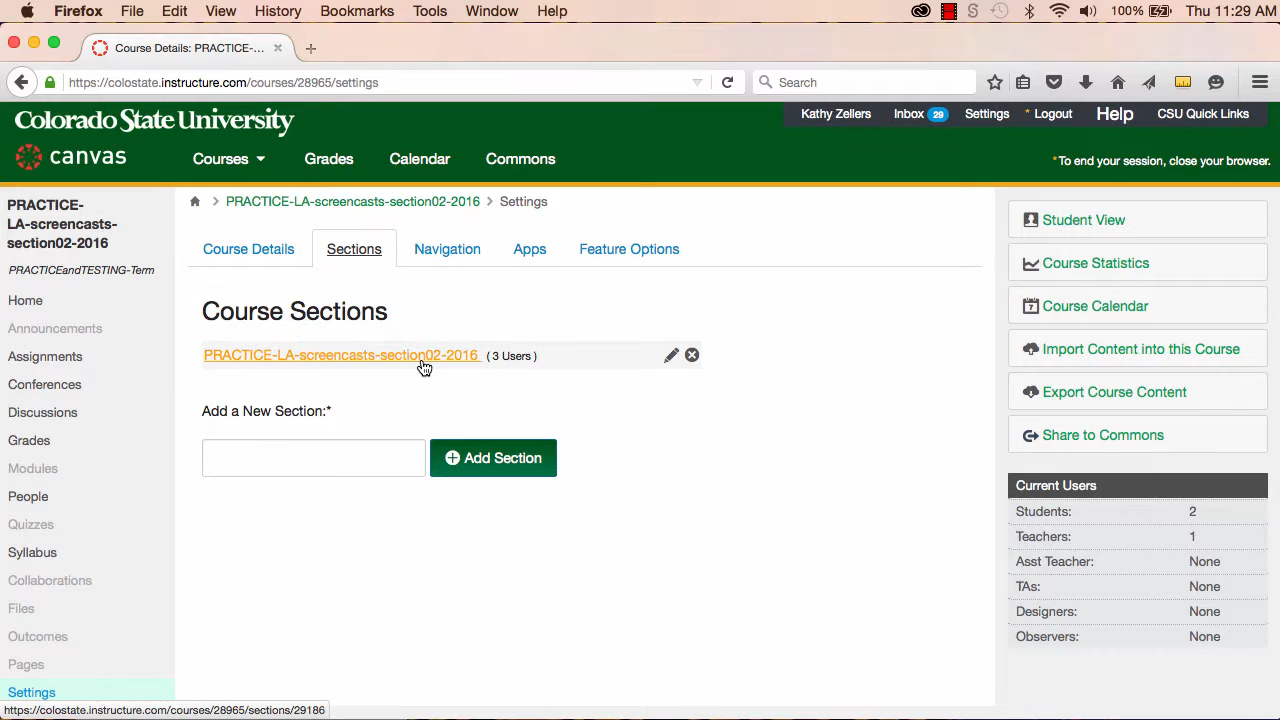 Firefox File Edit View History Bookmarks Tools Window Help 100% Thu 11:29 AM
Course Details: PRACTICE-...
https://colostate.instructure.com/courses/28965/settings
Search
Colorado State University
Kathy Zellers Inbox 29 Settings * Logout Help CSU Quick Links
canvas
Courses Grades Calendar Commons
*To end your session, close your browser.
PRACTICE-
LA-screencasts-
section02-2016
PRACTICEandTESTING-Term
Home
Announcements
Assignments
Conferences
Discussions
Grades
Modules
People
Quizzes
Syllabus
Collaborations
Files
Outcomes
Pages
Settings
PRACTICE-LA-screencasts-section02-2016 > Settings
Course Details Sections Navigation Apps Feature Options
Course Sections
PRACTICE-LA-screencasts-section02-2016 ( 3 Users )
Add a New Section:*
Add Section
Student View
Course Statistics
7 Course Calendar
Import Content into this Course
Export Course Content
Share to Commons
Current Users
Students: 2
Teachers: 1
Asst Teacher: None
TAs: None
Designers: None
Observers: None
https://colostate.instructure.com/courses/28965/sections/29186